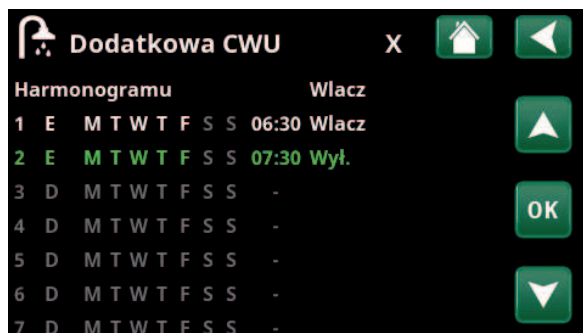 Dodatkowa CWU X
Harmonogramu Wlacz
1 E M T W T F S S 06:30 Wlacz
2 E M T W T F S S 07:30 Wył.
3 D M T W T F S S -
4 D M T W T F S S -
OK
5 D M T W T F S S -
6 D M T W T F S S -
7 D M T W T F S S -